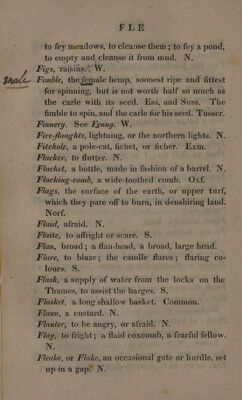 FLE
to fey meadows, to cleanse them; to fey a pond,
to empty and cleanse it from mud. N.
Figs, raisins. W.
male
Fimble, the female hemp, soonest ripe and fittest
for spinning, but is not worth half so much as
the carle with its seed. Ess. and Suss. The
fimble to spin, and the carle for his seed. Tusser.
Finnery. See Fenny. W.
Fire-flaughts, lightning, or the northern lights. N.
Fitchole, a pole-cat, fichet, or ficher. Exm.
Flacker, to flutter. N.
Flacket, a bottle, made in fashion of a barrel. N.
Flacking-comb, a wide-toothed comb. Oxf.
Flags, the surface of the earth, or upper turf,
which they pare off to burn, in denshiring land.
Norf.
Flaid, afraid. N.
Flaite, to affright or scare. S.
Flan, broad; a flan-head, a broad, large head.
Flare, to blaze; the candle flares; flaring co-
lours. S.
Flash, a supply of water from the locks on the
Thames, to assist the barges. S.
Flasket, a long shallow basket. Common.
Flaun, a custard. N.
Flauter, to be angry, or afraid. N.
Flay, to fright; a flaid coxcomb, a fearful fellow.
N.
Fleake, or Flake, an occasional gate or hurdle, set
up in a gap. N.